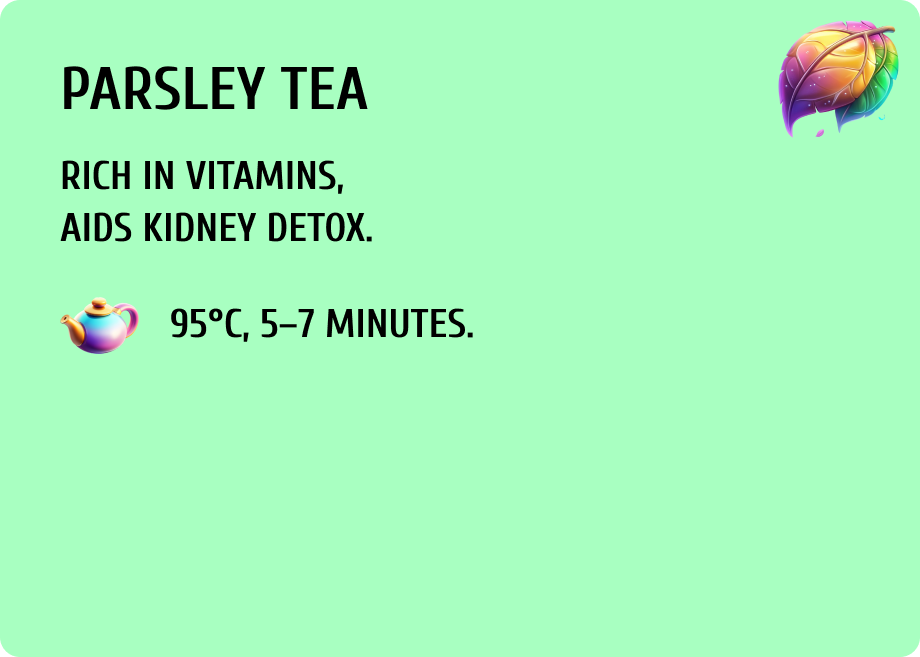 PARSLEY TEA
RICH IN VITAMINS,
AIDS KIDNEY DETOX.
95°C, 5–7 MINUTES.